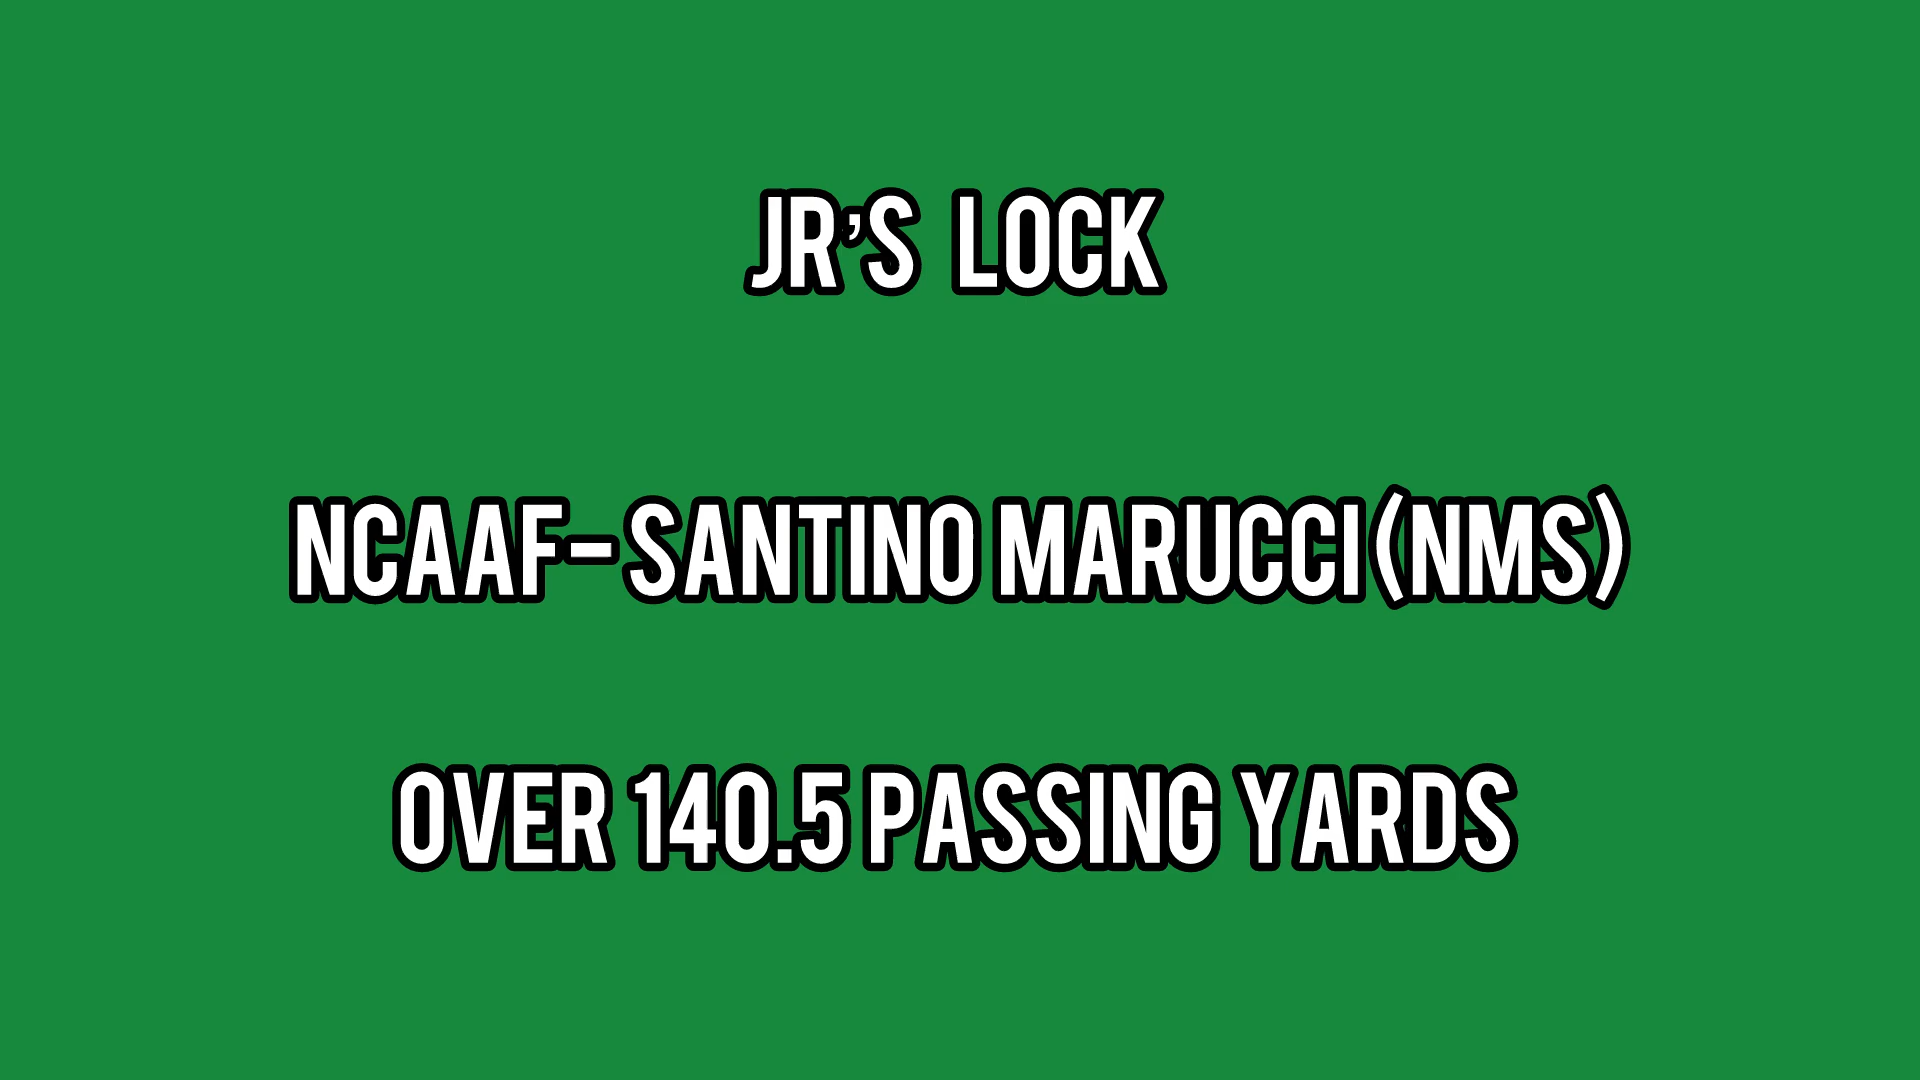 JR'S LOCK
NCAAF- SANTINO MARUCCI (NMS)
OVER 140.5 PASSING YARDS